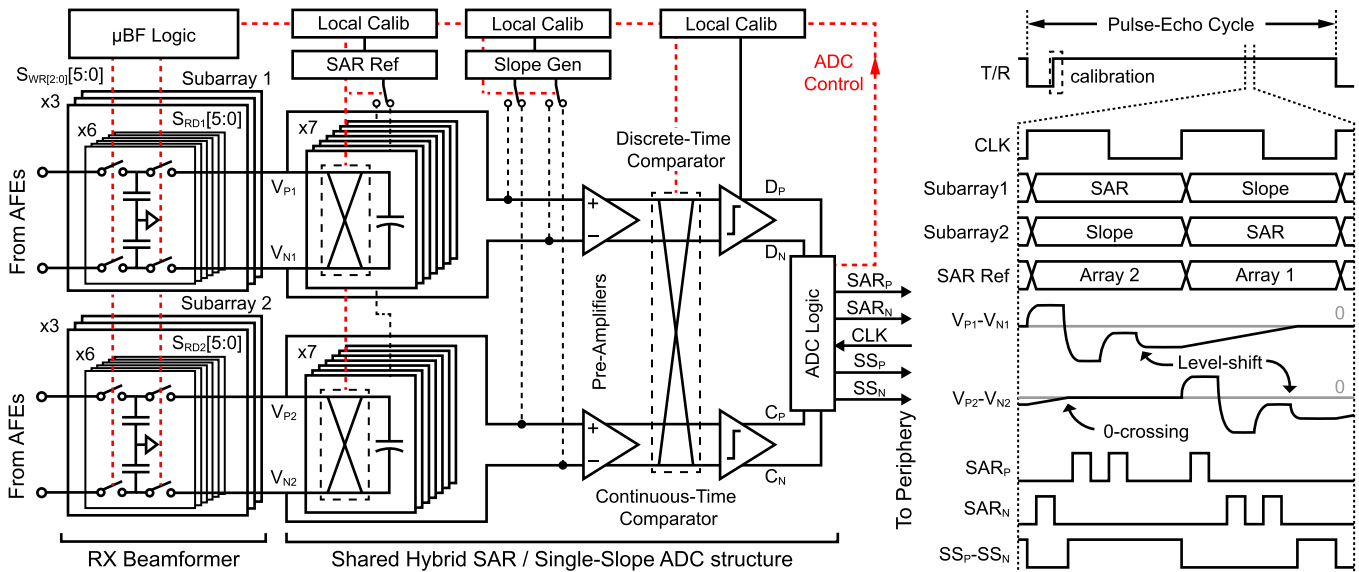 µBF Logic
Local Calib
Local Calib
Local Calib
SAR Ref
Slope Gen
ADC
Control
S_WR[2:0][5:0]
Subarray 1
x3
x6
S_RD1[5:0]
x7
From AFEs
V_P1
V_N1
Discrete-Time
Comparator
+
−
D_P
D_N
Subarray 2
x3
x6
S_RD2[5:0]
x7
From AFEs
V_P2
V_N2
Pre-Amplifiers
+
−
C_P
C_N
Continuous-Time
Comparator
ADC Logic
SAR_P
SAR_N
CLK
SS_P
SS_N
To Periphery
RX Beamformer
Shared Hybrid SAR / Single-Slope ADC structure
Pulse-Echo Cycle
T/R
calibration
CLK
Subarray1
SAR
Slope
Subarray2
Slope
SAR
SAR Ref
Array 2
Array 1
V_P1-V_N1
0
Level-shift
V_P2-V_N2
0
0-crossing
SAR_P
SAR_N
SS_P-SS_N